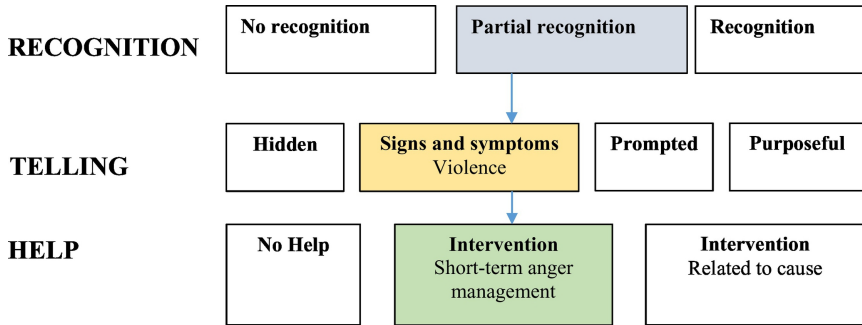 RECOGNITION
No recognition
Partial recognition
Recognition
TELLING
Hidden
Signs and symptoms
Violence
Prompted
Purposeful
HELP
No Help
Intervention
Short-term anger
management
Intervention
Related to cause